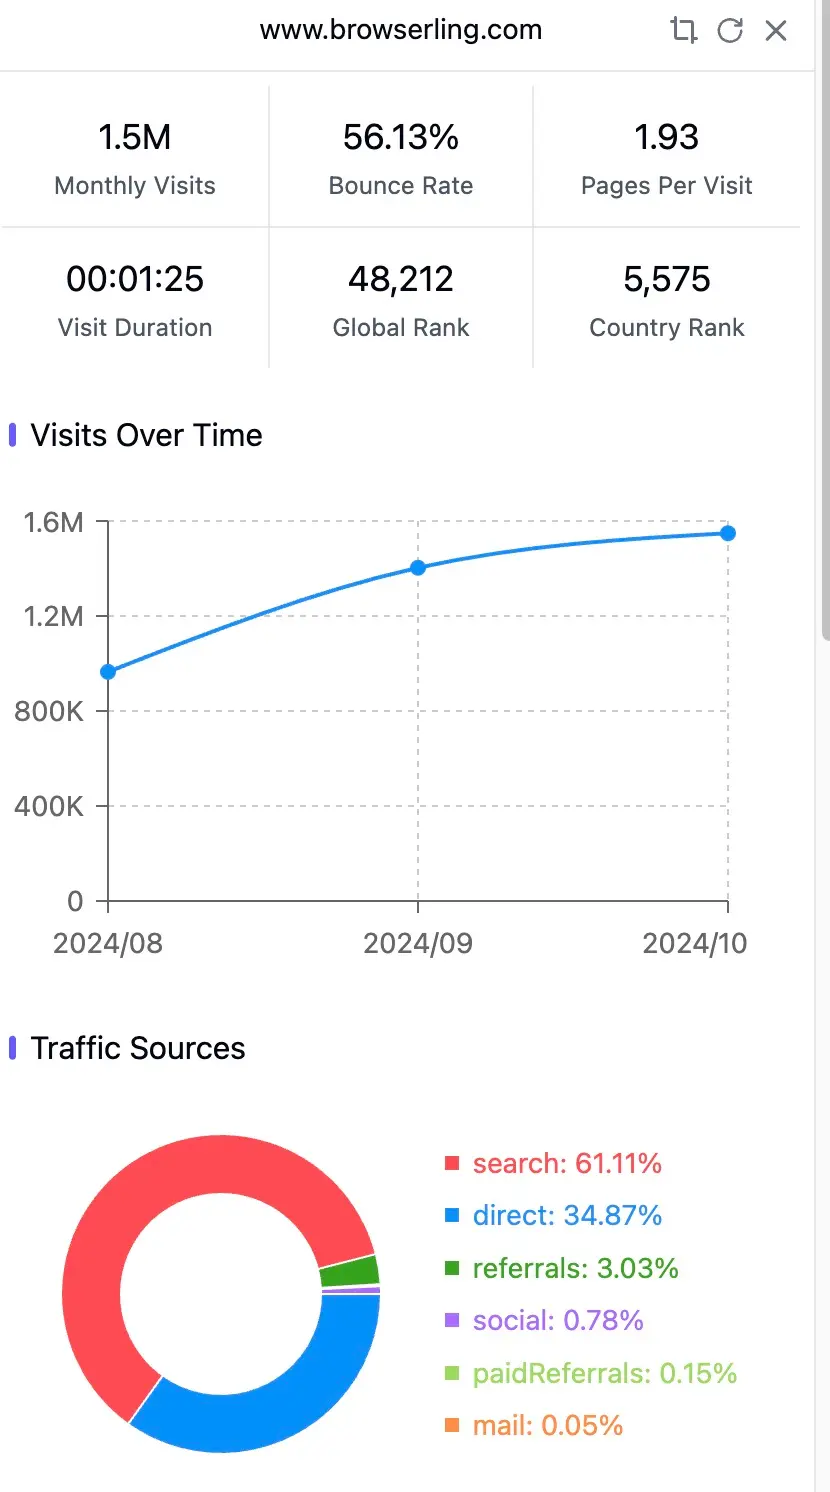 www.browserling.com
1.5M 56.13% 1.93
Monthly Visits Bounce Rate Pages Per Visit
00:01:25 48,212 5,575
Visit Duration Global Rank Country Rank
Visits Over Time
1.6M
1.2M
800K
400K
0
2024/08 2024/09 2024/10
Traffic Sources
search: 61.11%
direct: 34.87%
referrals: 3.03%
social: 0.78%
paidReferrals: 0.15%
mail: 0.05%